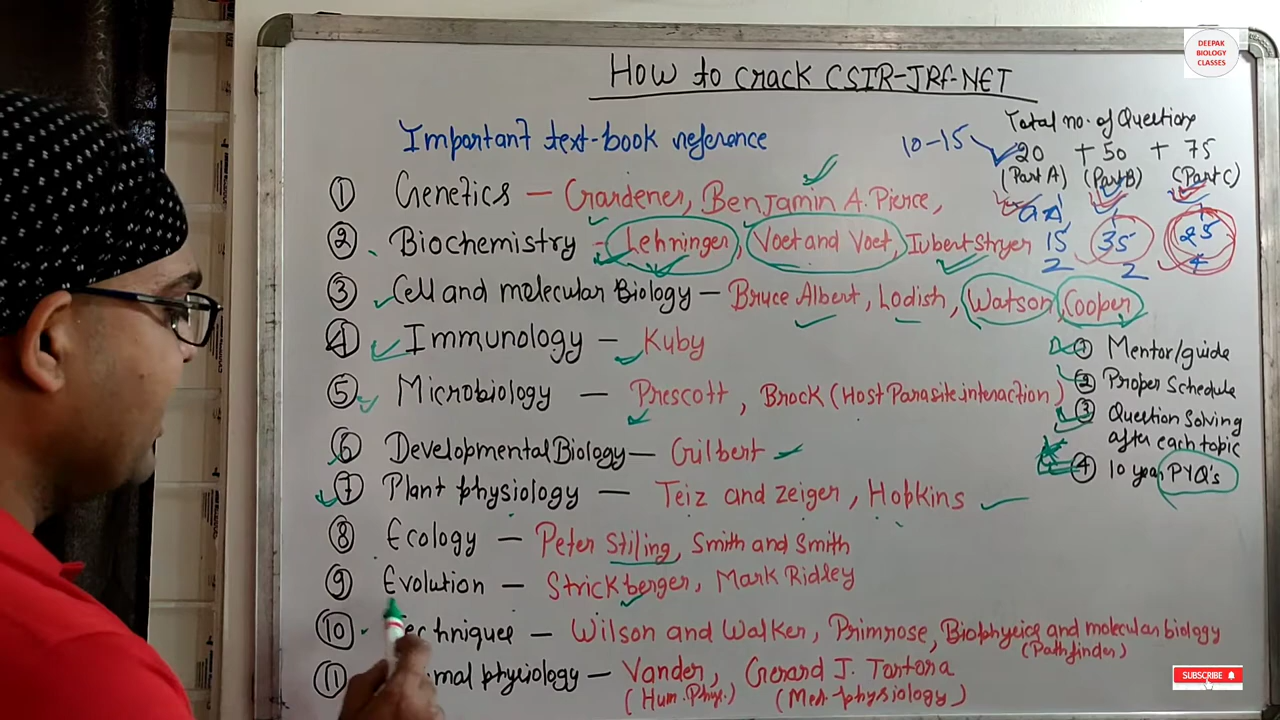 DEEPAK
BIOLOGY
CLASSES
How to crack CSIR-JRF-NET
Important text-book reference
Total no. of Question
10-15 20 + 50 + 75
(Part A) (Part B) (Part C)
15 35 25
2 2 4
① Genetics — Gardener, Benjamin A. Pierce,
② Biochemistry - Lehninger, Voet and Voet, Lubert Stryer
③ Cell and molecular Biology — Bruce Albert, Lodish, Watson, Cooper
④ Immunology — Kuby
⑤ Microbiology — Prescott, Brock (Host Parasite interaction)
⑥ Developmental Biology — Gilbert
⑦ Plant physiology — Teiz and zeiger, Hopkins
⑧ Ecology — Peter Stiling, Smith and Smith
⑨ Evolution — Strickberger, Mark Ridley
⑩ Technique — Wilson and Walker, Primrose, Biophysics and molecular biology
(Pathfinder)
⑪ mal physiology — Vander, Gerard J. Tortora
(Hum. Phys.) (Med. physiology)
① Mentor/guide
② Proper Schedule
③ Question Solving
after each topic
④ 10 year PYQ's
SUBSCRIBE